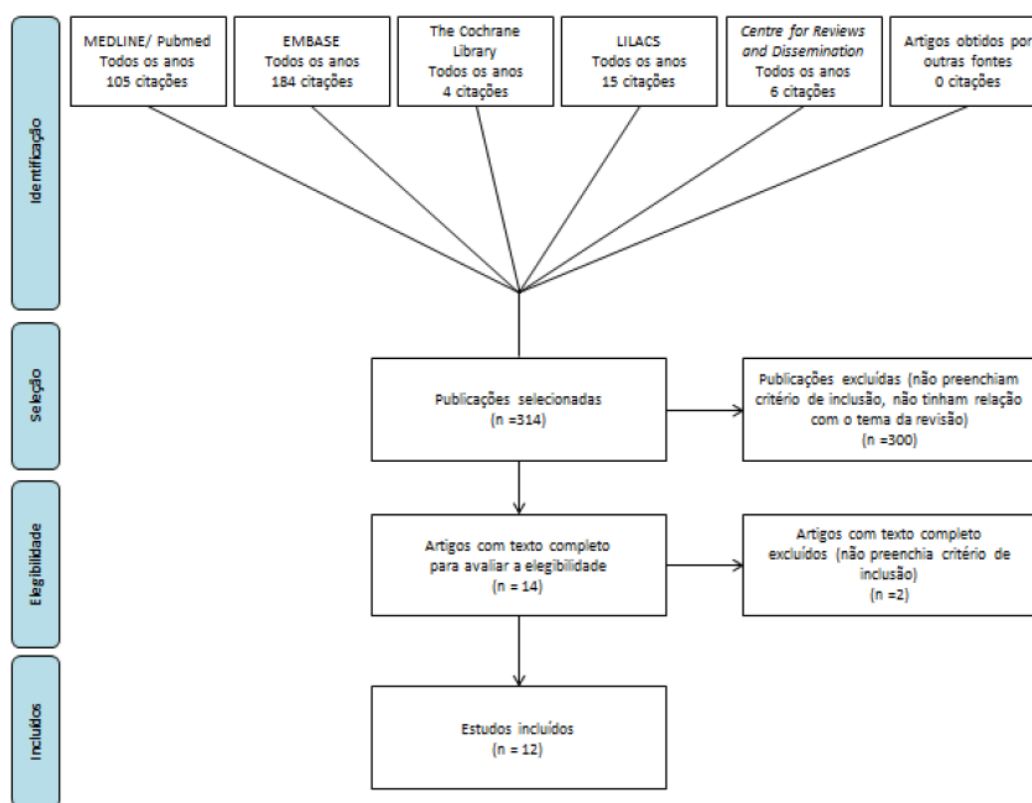 Identificação
MEDLINE/ Pubmed
Todos os anos
105 citações
EMBASE
Todos os anos
184 citações
The Cochrane
Library
Todos os anos
4 citações
LILACS
Todos os anos
15 citações
Centre for Reviews
and Dissemination
Todos os anos
6 citações
Artigos obtidos por
outras fontes
0 citações
Seleção
Publicações selecionadas
(n =314)
Publicações excluídas (não preenchiam
critério de inclusão, não tinham relação
com o tema da revisão)
(n =300)
Elegibilidade
Artigos com texto completo
para avaliar a elegibilidade
(n = 14)
Artigos com texto completo
excluídos (não preenchia critério de
inclusão)
(n =2)
Incluídos
Estudos incluídos
(n = 12)